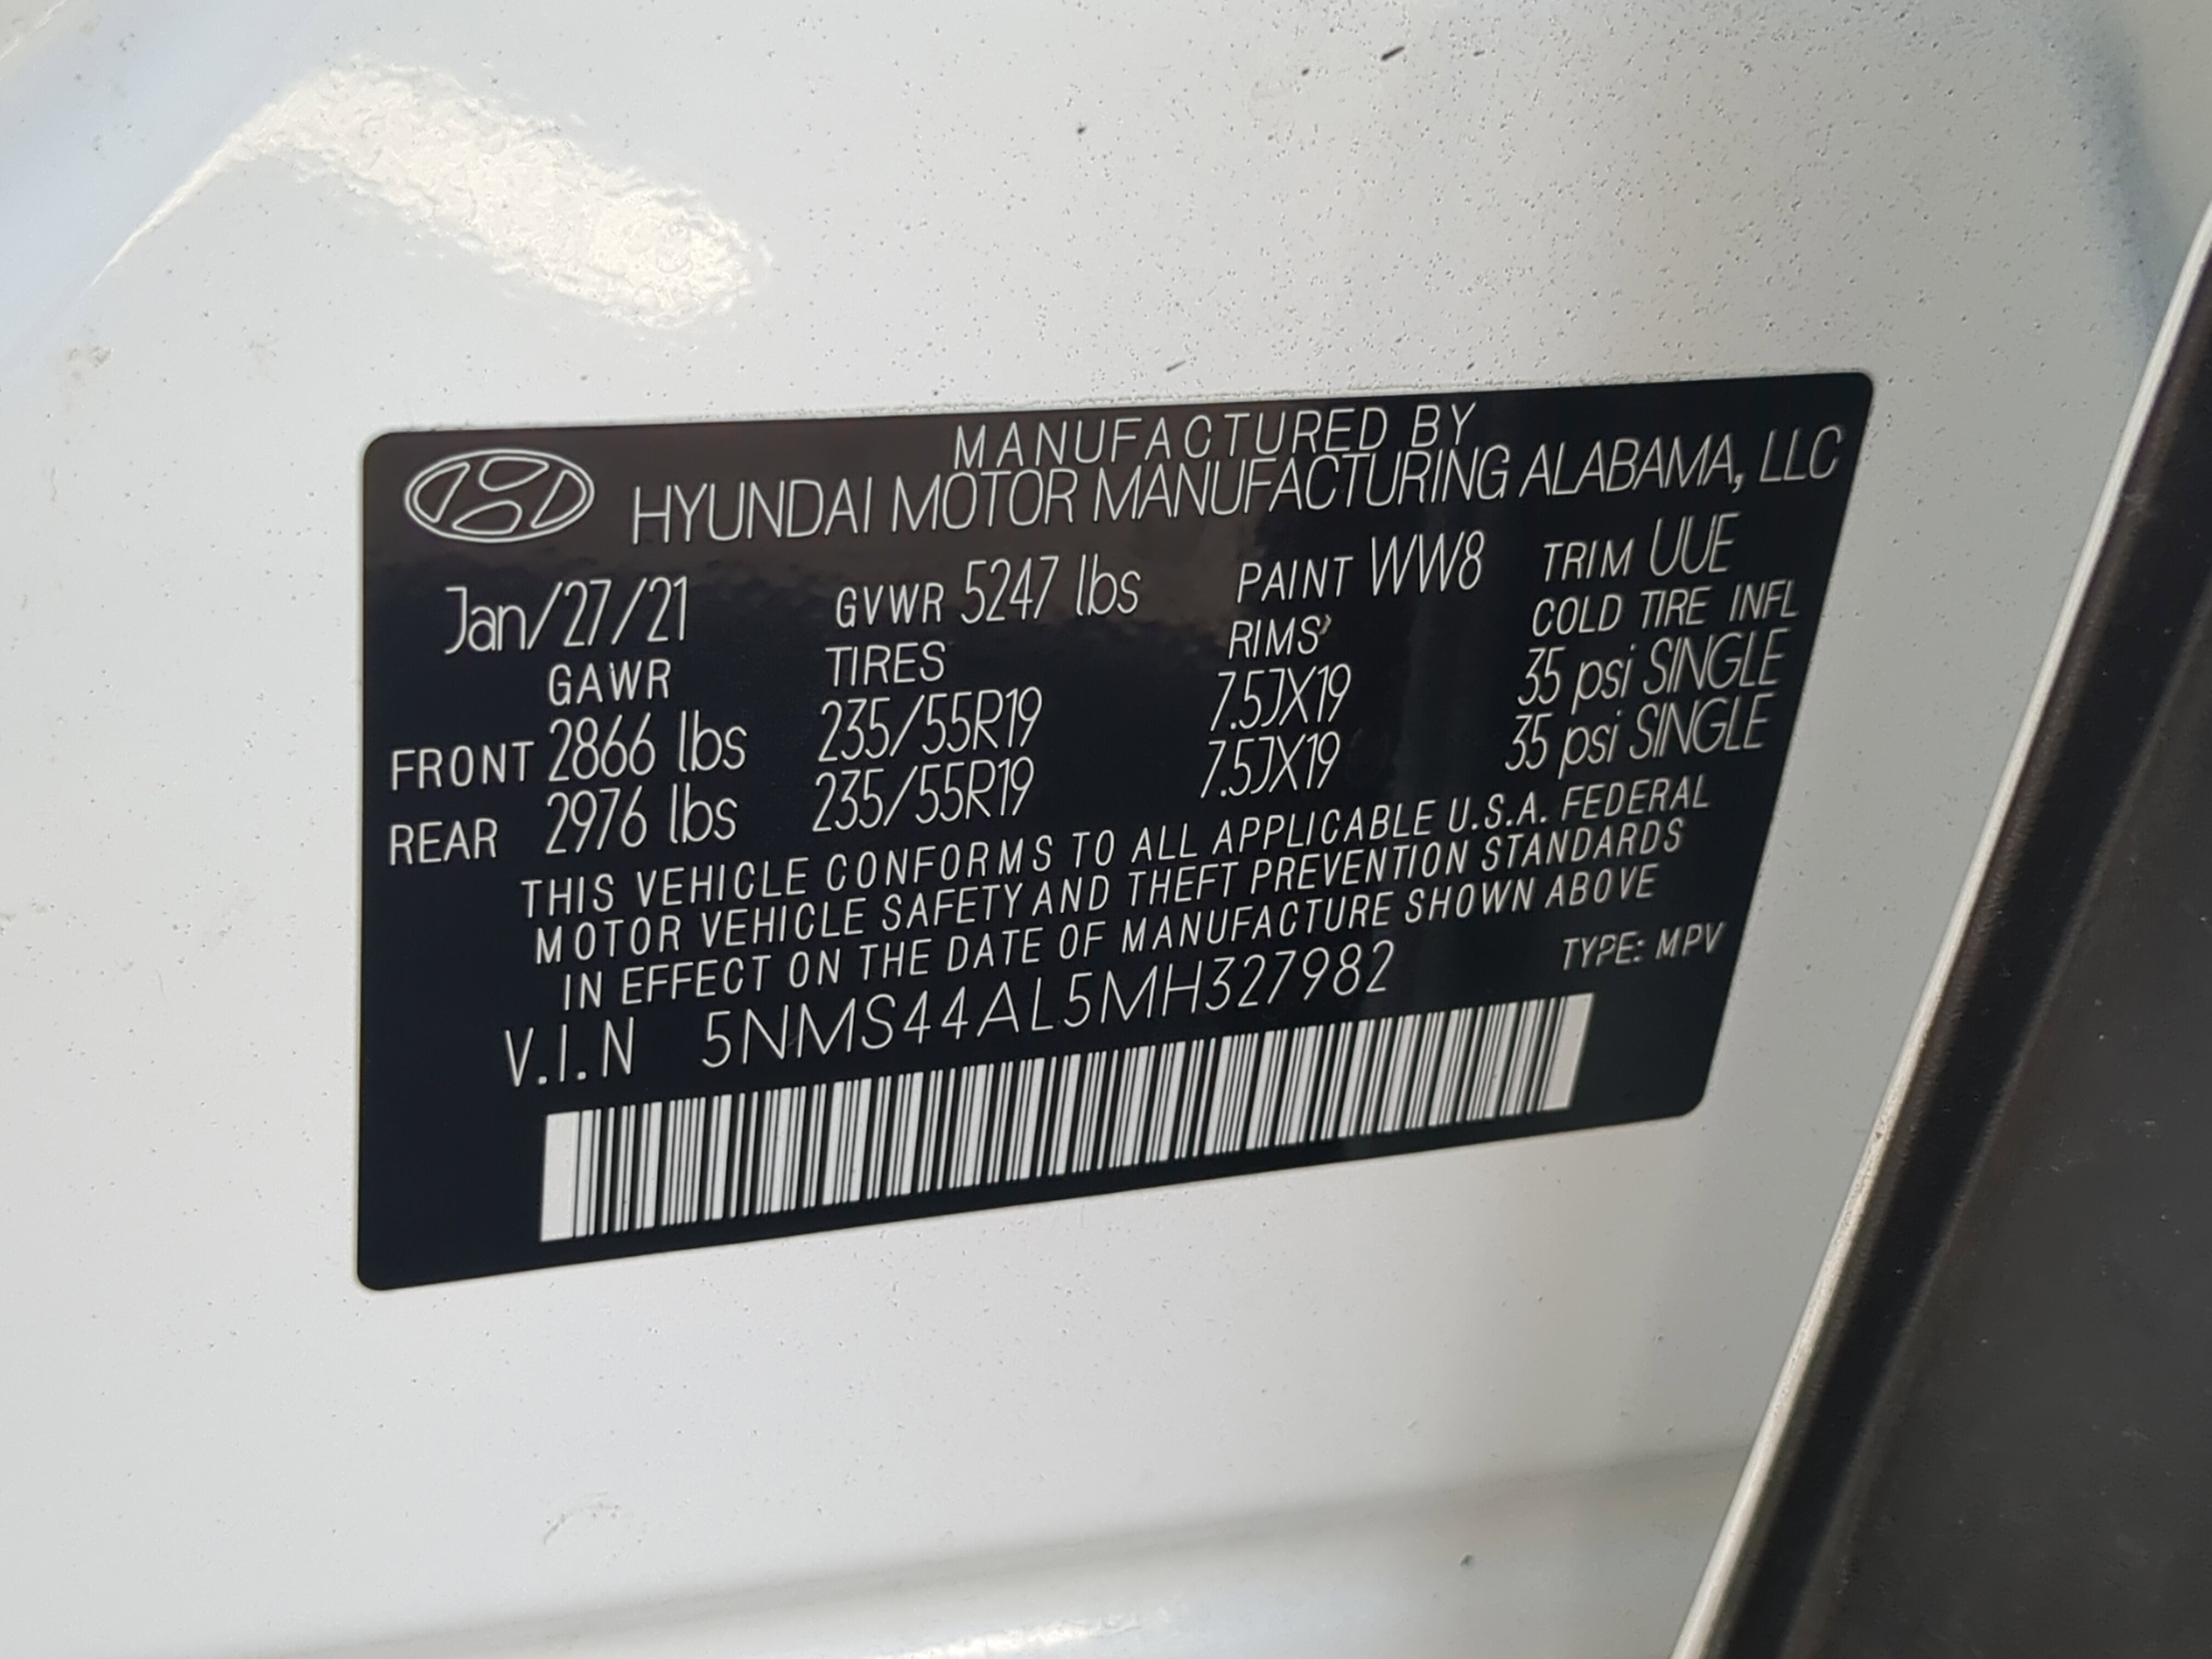 MANUFACTURED BY
HYUNDAI MOTOR MANUFACTURING ALABAMA, LLC
Jan/27/21 GVWR 5247 lbs PAINT WW8 TRIM UUE
GAWR TIRES RIMS COLD TIRE INFL
FRONT 2866 lbs 235/55R19 7.5JX19 35 psi SINGLE
REAR 2976 lbs 235/55R19 7.5JX19 35 psi SINGLE
THIS VEHICLE CONFORMS TO ALL APPLICABLE U.S.A. FEDERAL
MOTOR VEHICLE SAFETY AND THEFT PREVENTION STANDARDS
IN EFFECT ON THE DATE OF MANUFACTURE SHOWN ABOVE
V.I.N 5NMS44AL5MH327982 TYPE: MPV